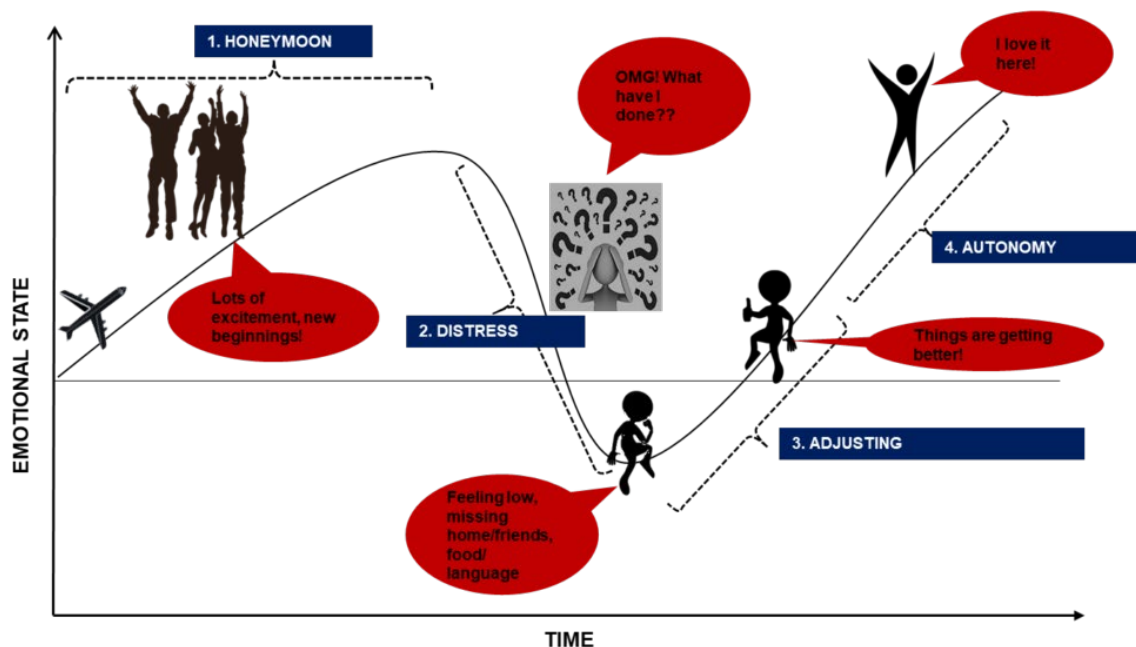 1. HONEYMOON
I love it
here!
OMG! What
have I
done??
4. AUTONOMY
Lots of
excitement, new
beginnings!
2. DISTRESS
Things are getting
better!
3. ADJUSTING
Feeling low,
missing
home/friends,
food/
language
EMOTIONAL STATE
TIME